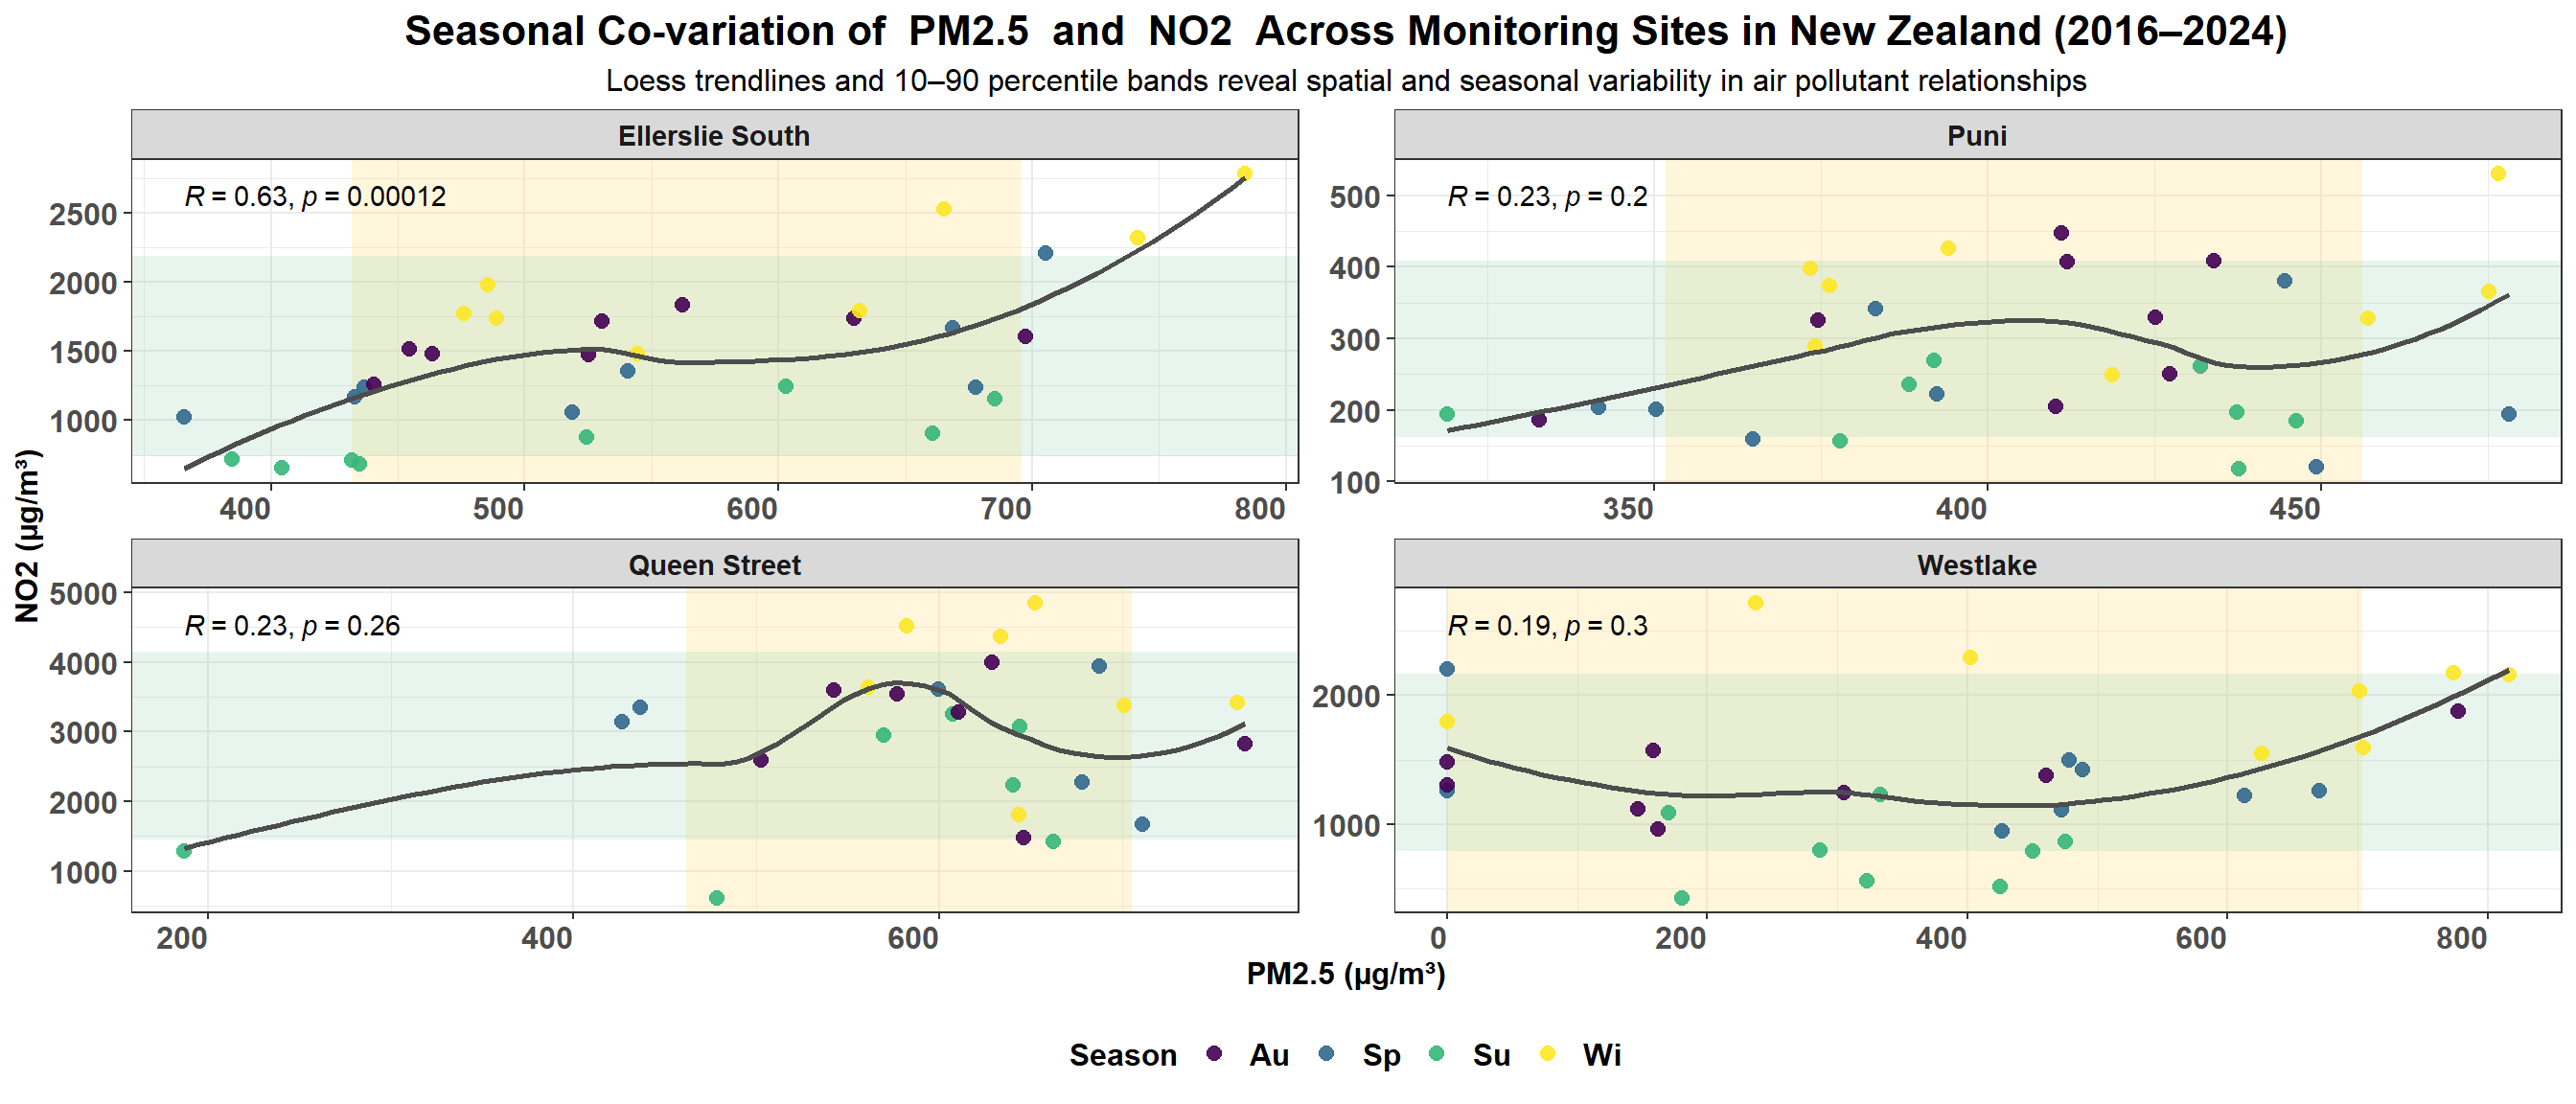 Seasonal Co-variation of PM2.5 and NO2 Across Monitoring Sites in New Zealand (2016–2024)
Loess trendlines and 10–90 percentile bands reveal spatial and seasonal variability in air pollutant relationships
Ellerslie South
R = 0.63, p = 0.00012
2500
2000
1500
1000
400 500 600 700 800
Puni
R = 0.23, p = 0.2
500
400
300
200
100
350 400 450
NO2 (µg/m³)
Queen Street
R = 0.23, p = 0.26
5000
4000
3000
2000
1000
200 400 600
Westlake
R = 0.19, p = 0.3
2000
1000
0 200 400 600 800
PM2.5 (µg/m³)
Season Au Sp Su Wi